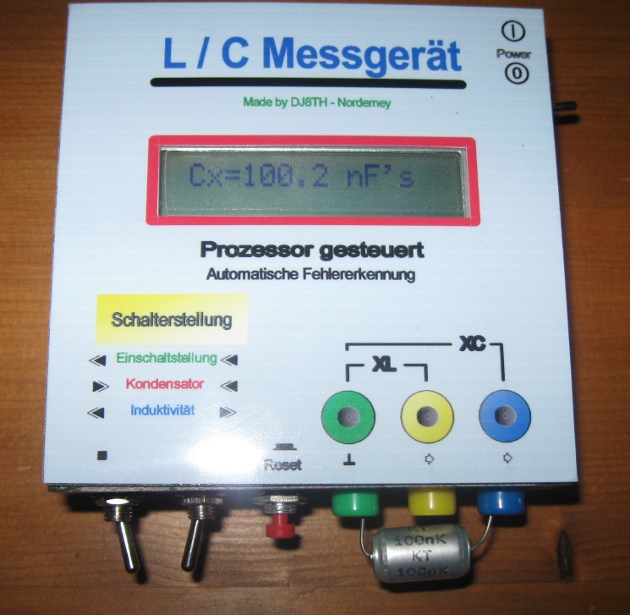 L / C Messgerät
Power
Made by DJ8TH - Norderney
Cx=100.2 nF's
Prozessor gesteuert
Automatische Fehlererkennung
Schalterstellung
Einschaltstellung
Kondensator
Induktivität
XC
XL
Reset
KT
100nK
KT
100nK